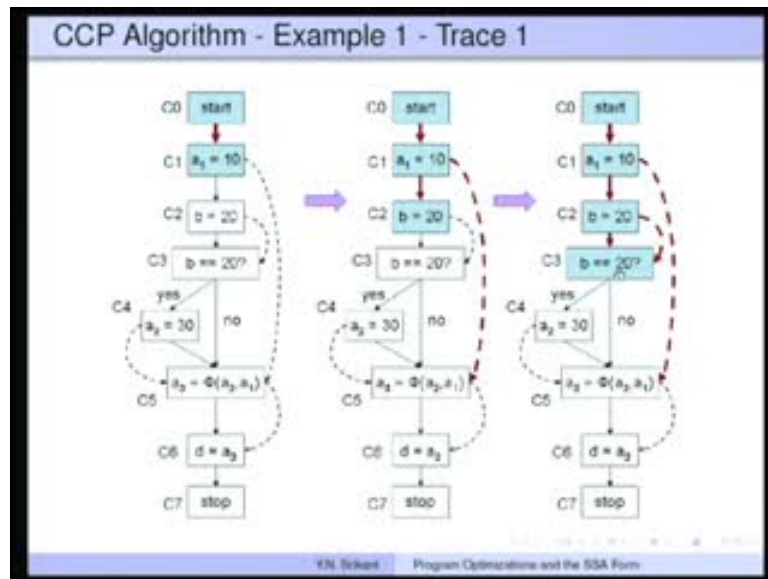 CCP Algorithm - Example 1 - Trace 1
C0 start
C1 a₁ = 10
C2 b = 20
C3 b == 20?
yes
C4
a₂ = 30
no
a₃ = Φ(a₂,a₁)
C5
C6 d = a₃
C7 stop
C0 start
C1 a₁ = 10
C2 b = 20
C3 b == 20?
yes
C4
a₂ = 30
no
a₃ = Φ(a₂,a₁)
C5
C6 d = a₃
C7 stop
C0 start
C1 a₁ = 10
C2 b = 20
C3 b == 20?
yes
C4
a₂ = 30
no
a₃ = Φ(a₂,a₁)
C5
C6 d = a₃
C7 stop
Y.N. Srikant Program Optimizations and the SSA Form